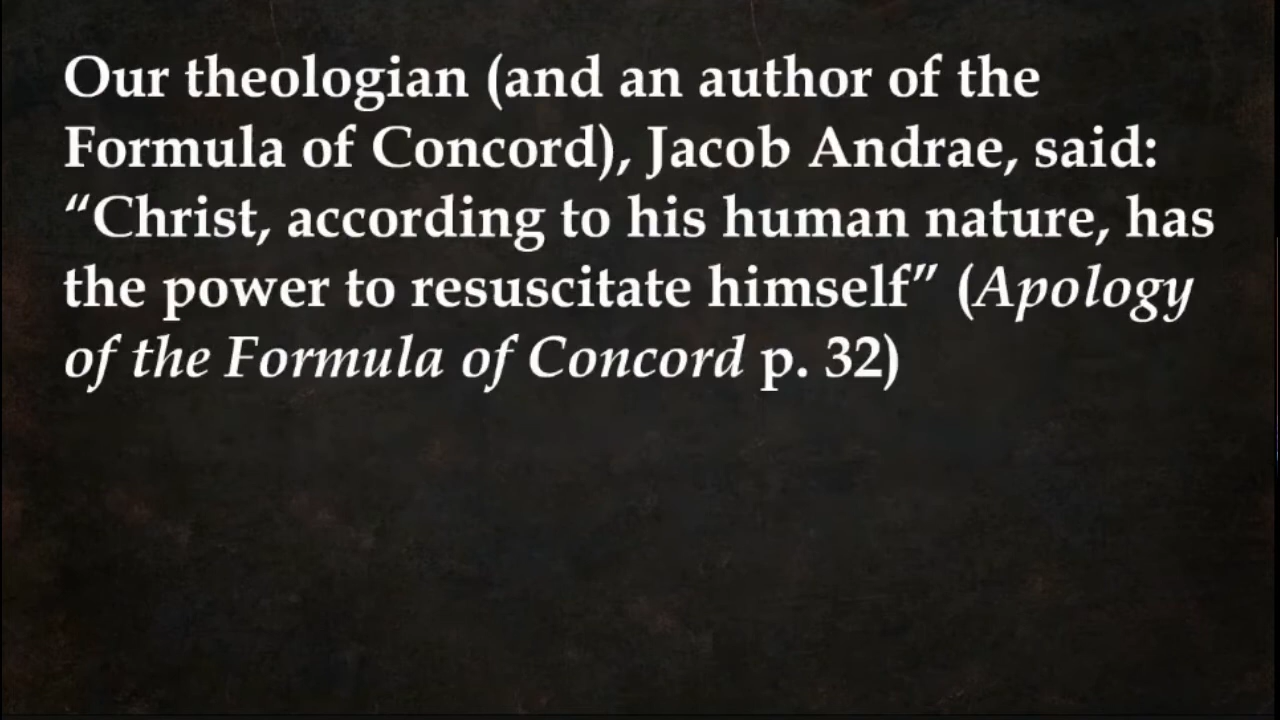 Our theologian (and an author of the
Formula of Concord), Jacob Andrae, said:
“Christ, according to his human nature, has
the power to resuscitate himself” (Apology
of the Formula of Concord p. 32)